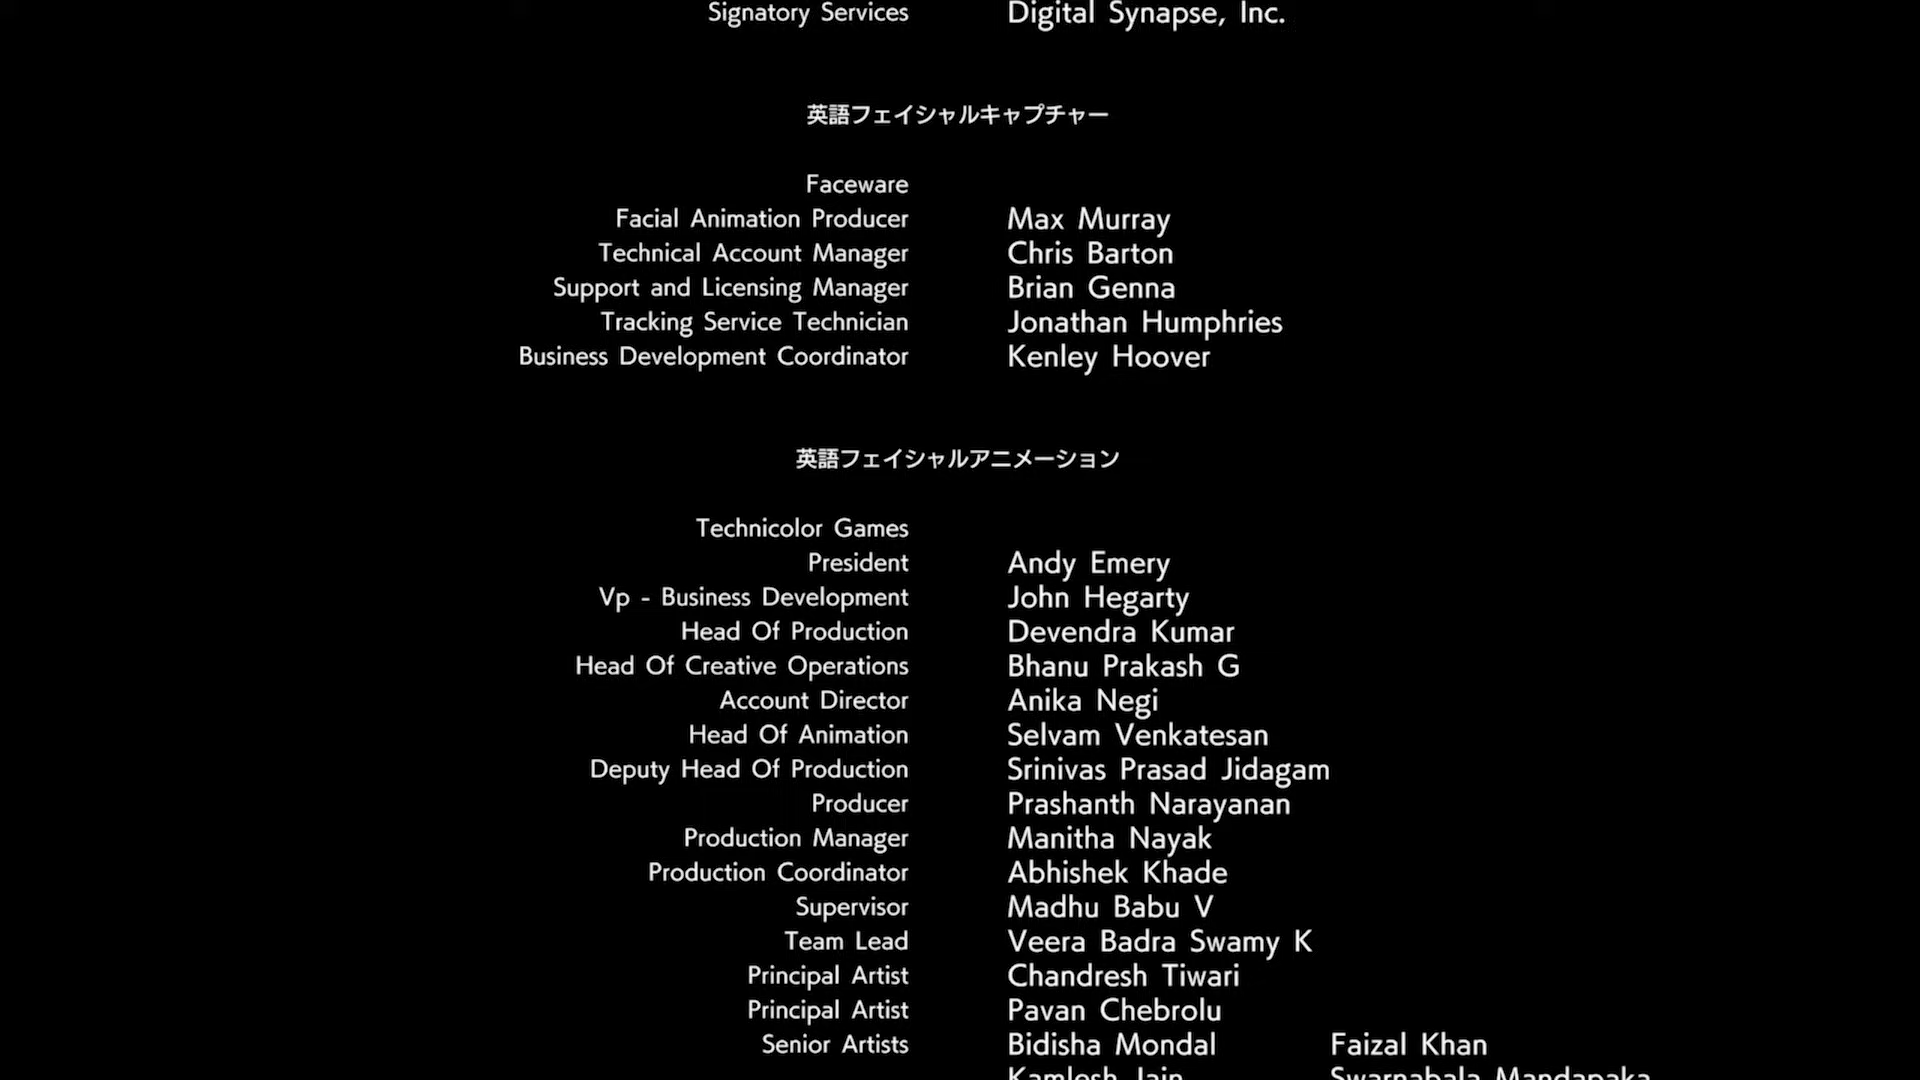 Signatory Services Digital Synapse, Inc.
英語フェイシャルキャプチャー
Faceware
Facial Animation Producer Max Murray
Technical Account Manager Chris Barton
Support and Licensing Manager Brian Genna
Tracking Service Technician Jonathan Humphries
Business Development Coordinator Kenley Hoover
英語フェイシャルアニメーション
Technicolor Games
President Andy Emery
Vp - Business Development John Hegarty
Head Of Production Devendra Kumar
Head Of Creative Operations Bhanu Prakash G
Account Director Anika Negi
Head Of Animation Selvam Venkatesan
Deputy Head Of Production Srinivas Prasad Jidagam
Producer Prashanth Narayanan
Production Manager Manitha Nayak
Production Coordinator Abhishek Khade
Supervisor Madhu Babu V
Team Lead Veera Badra Swamy K
Principal Artist Chandresh Tiwari
Principal Artist Pavan Chebrolu
Senior Artists Bidisha Mondal Faizal Khan
Kamlesh Jain Swarnabala Mandapaka